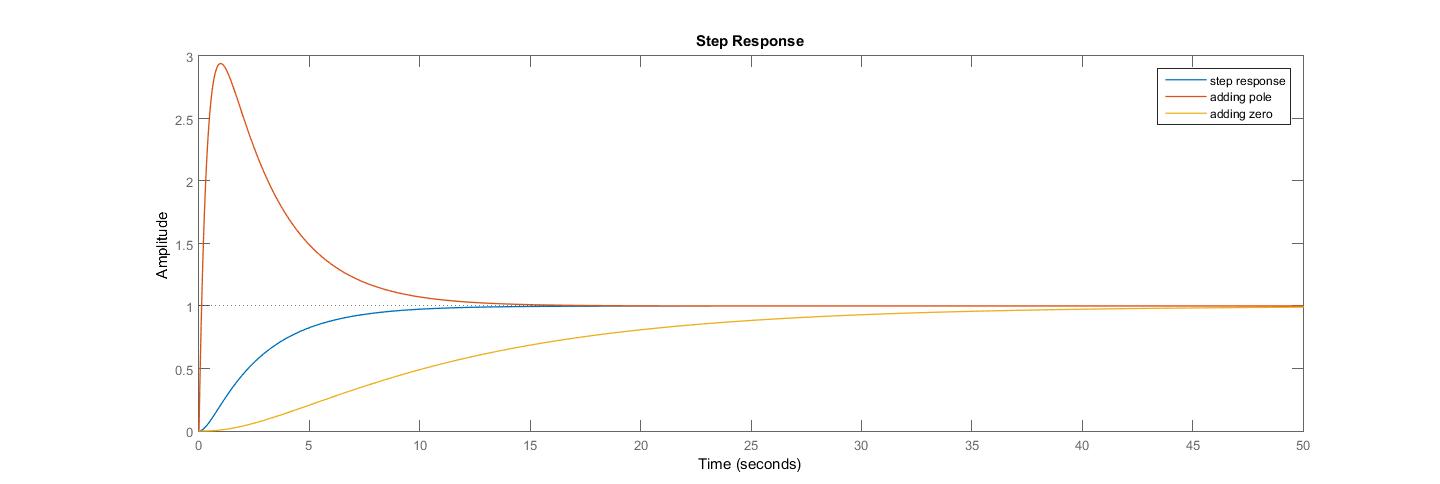 Step Response
step response
adding pole
adding zero
Amplitude
3
2.5
2
1.5
1
0.5
0
0 5 10 15 20 25 30 35 40 45 50
Time (seconds)